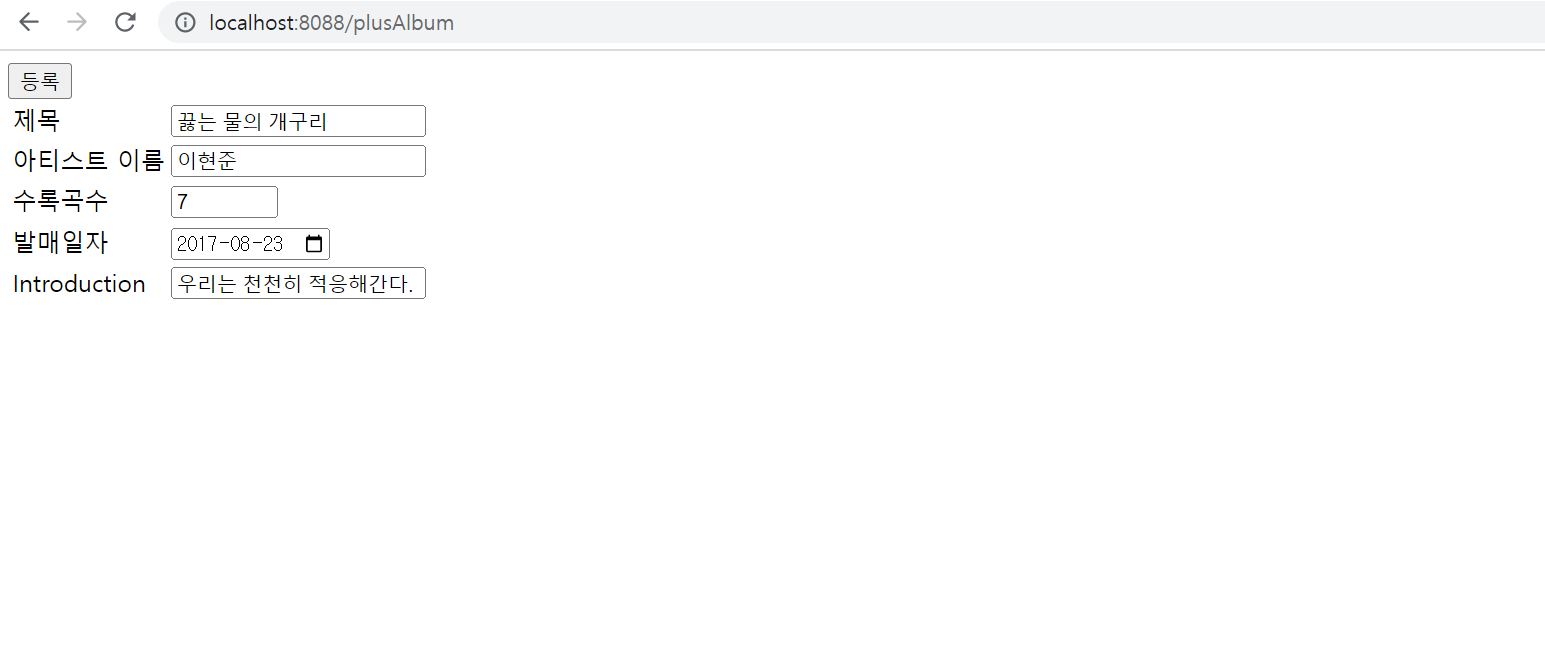 localhost:8088/plusAlbum
등록
제목 끓는 물의 개구리
아티스트 이름 이현준
수록곡수 7
발매일자 2017-08-23
Introduction 우리는 천천히 적응해간다.